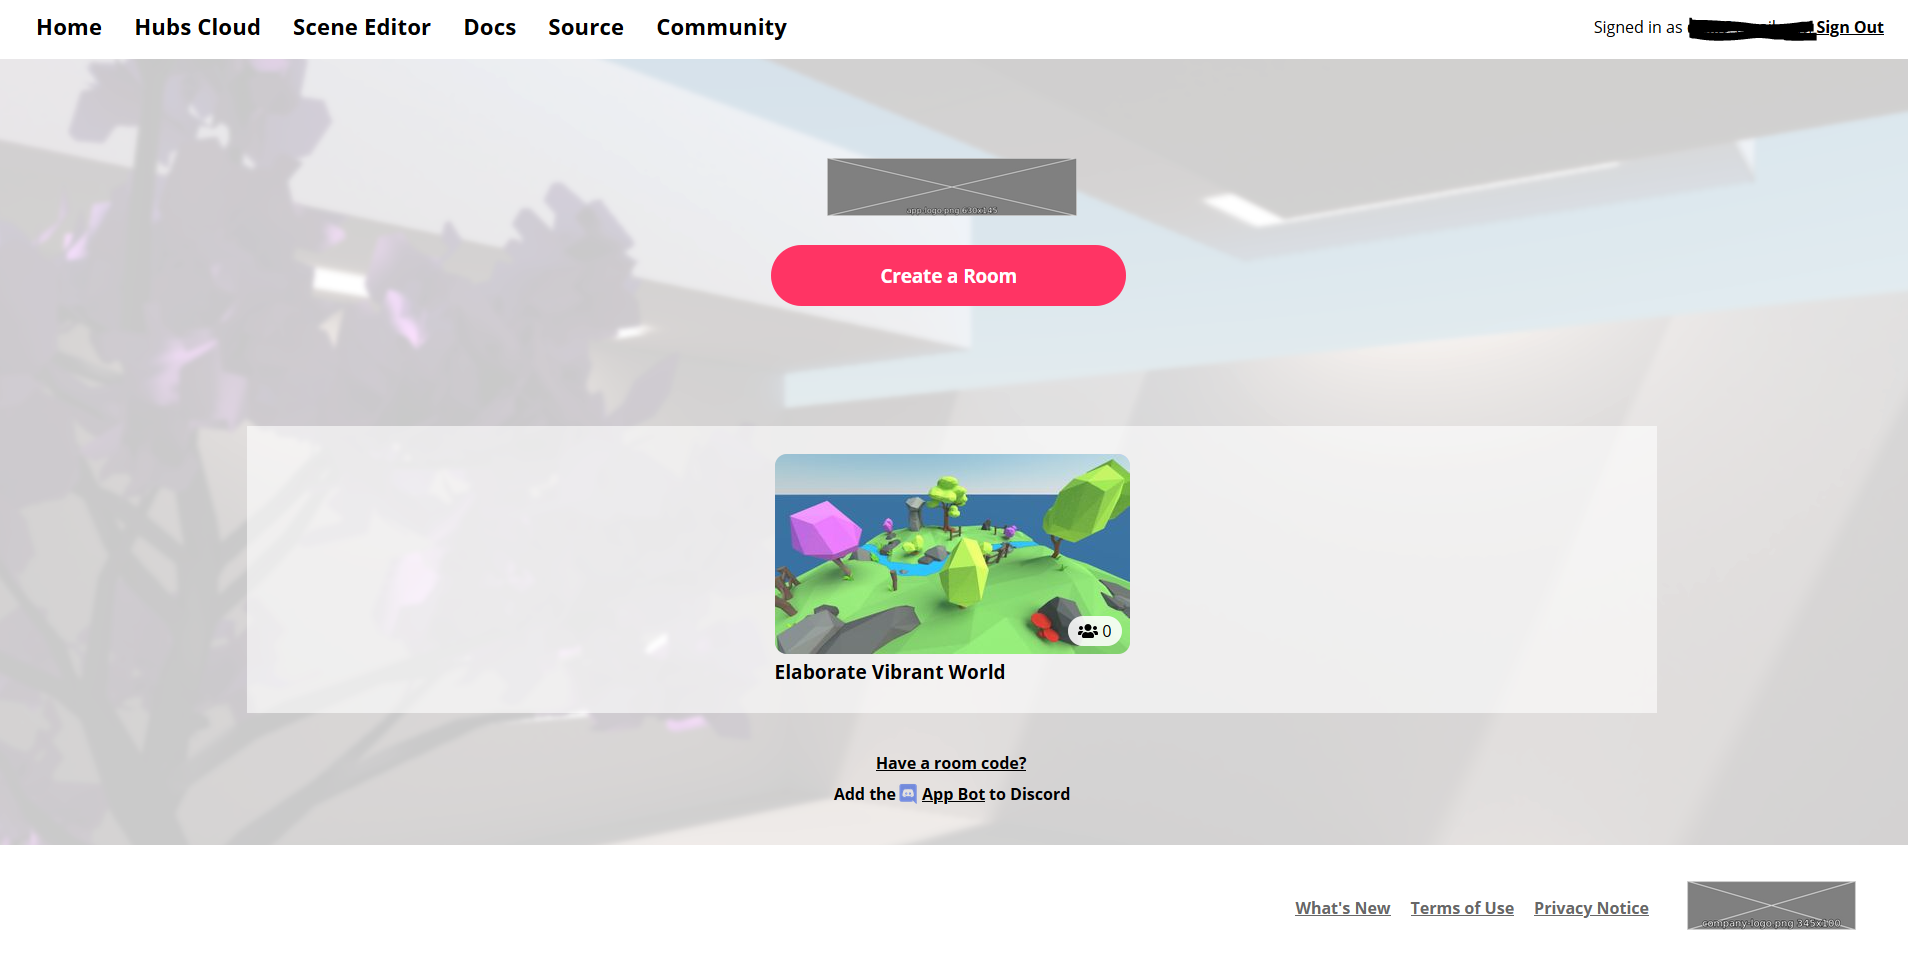 Home Hubs Cloud Scene Editor Docs Source Community Signed in as Sign Out
app-logo.png 630x145
Create a Room
0
Elaborate Vibrant World
Have a room code?
Add the App Bot to Discord
What's New Terms of Use Privacy Notice
company-logo.png 345x100